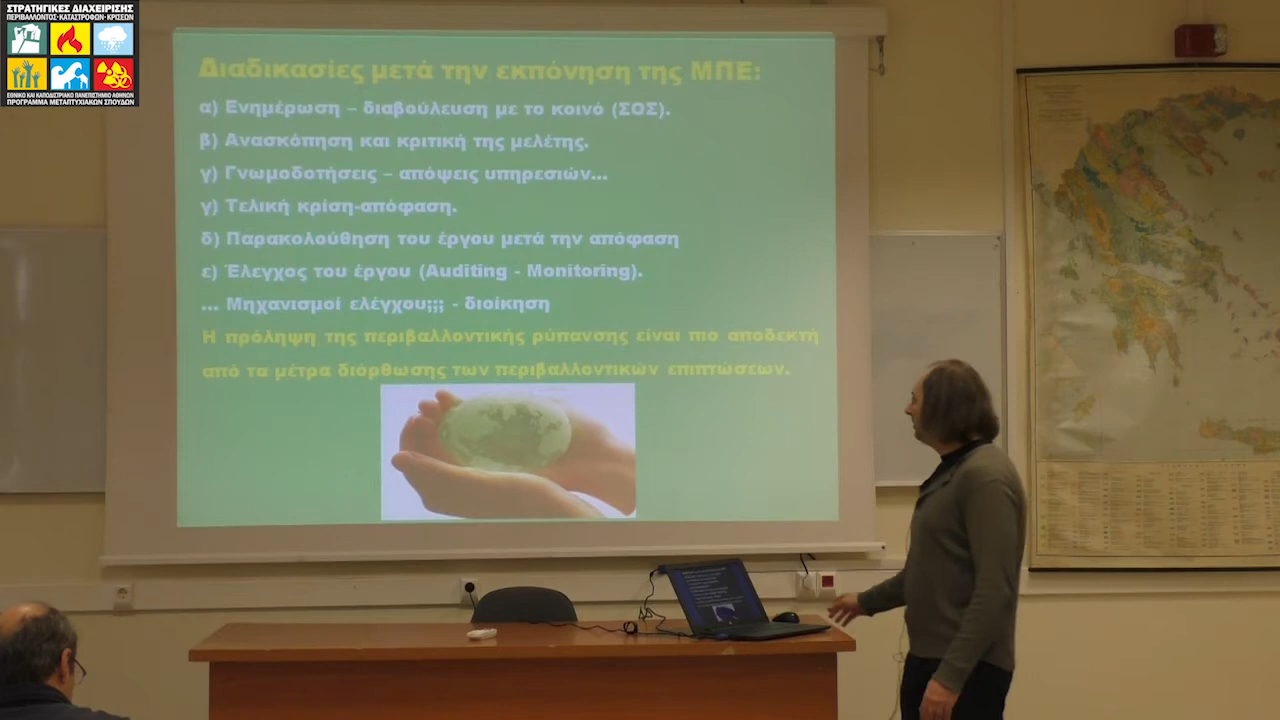 ΣΤΡΑΤΗΓΙΚΕΣ ΔΙΑΧΕΙΡΙΣΗΣ
ΠΕΡΙΒΑΛΛΟΝΤΟΣ·ΚΑΤΑΣΤΡΟΦΩΝ·ΚΡΙΣΕΩΝ
ΕΘΝΙΚΟ ΚΑΙ ΚΑΠΟΔΙΣΤΡΙΑΚΟ ΠΑΝΕΠΙΣΤΗΜΙΟ ΑΘΗΝΩΝ
ΠΡΟΓΡΑΜΜΑ ΜΕΤΑΠΤΥΧΙΑΚΩΝ ΣΠΟΥΔΩΝ
Διαδικασίες μετά την εκπόνηση της ΜΠΕ:
α) Ενημέρωση – διαβούλευση με το κοινό (ΣΟΣ).
β) Ανασκόπηση και κριτική της μελέτης.
γ) Γνωμοδοτήσεις – απόψεις υπηρεσιών...
γ) Τελική κρίση-απόφαση.
δ) Παρακολούθηση του έργου μετά την απόφαση
ε) Έλεγχος του έργου (Auditing - Monitoring).
... Μηχανισμοί ελέγχου;;; - διοίκηση
Η πρόληψη της περιβαλλοντικής ρύπανσης είναι πιο αποδεκτή
από τα μέτρα διόρθωσης των περιβαλλοντικών επιπτώσεων.